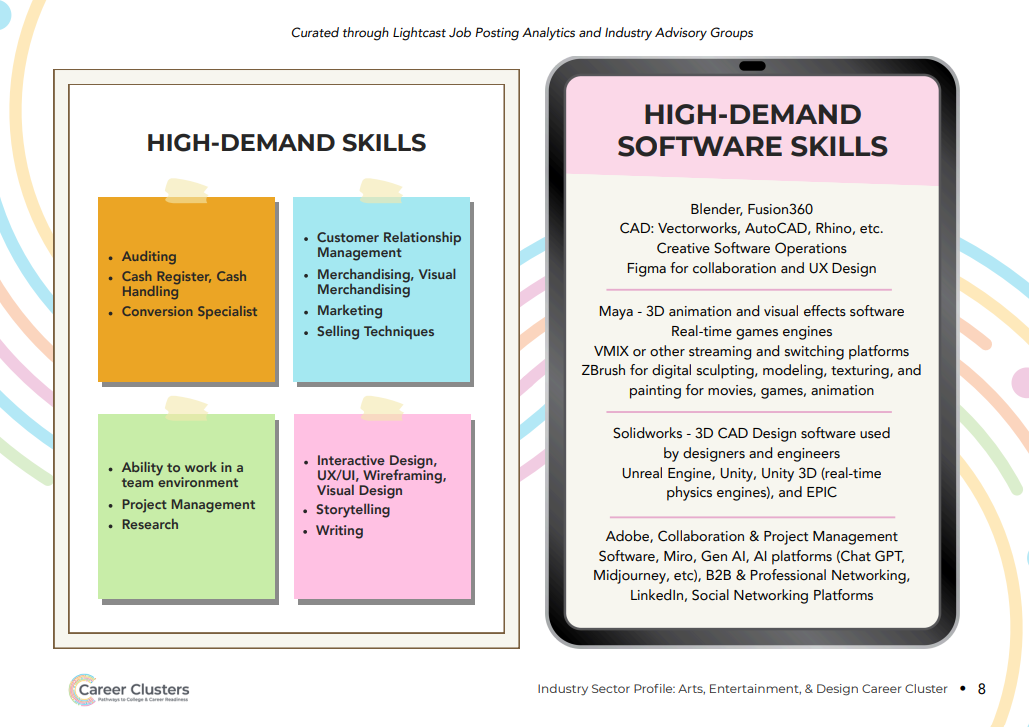 Curated through Lightcast Job Posting Analytics and Industry Advisory Groups
HIGH-DEMAND SKILLS
• Auditing
• Cash Register, Cash
Handling
• Conversion Specialist
• Customer Relationship
Management
• Merchandising, Visual
Merchandising
• Marketing
• Selling Techniques
• Ability to work in a
team environment
• Project Management
• Research
• Interactive Design,
UX/UI, Wireframing,
Visual Design
• Storytelling
• Writing
HIGH-DEMAND
SOFTWARE SKILLS
Blender, Fusion360
CAD: Vectorworks, AutoCAD, Rhino, etc.
Creative Software Operations
Figma for collaboration and UX Design
Maya - 3D animation and visual effects software
Real-time games engines
VMIX or other streaming and switching platforms
ZBrush for digital sculpting, modeling, texturing, and
painting for movies, games, animation
Solidworks - 3D CAD Design software used
by designers and engineers
Unreal Engine, Unity, Unity 3D (real-time
physics engines), and EPIC
Adobe, Collaboration & Project Management
Software, Miro, Gen AI, AI platforms (Chat GPT,
Midjourney, etc), B2B & Professional Networking,
LinkedIn, Social Networking Platforms
Career Clusters
Pathways to College & Career Readiness
Industry Sector Profile: Arts, Entertainment, & Design Career Cluster • 8